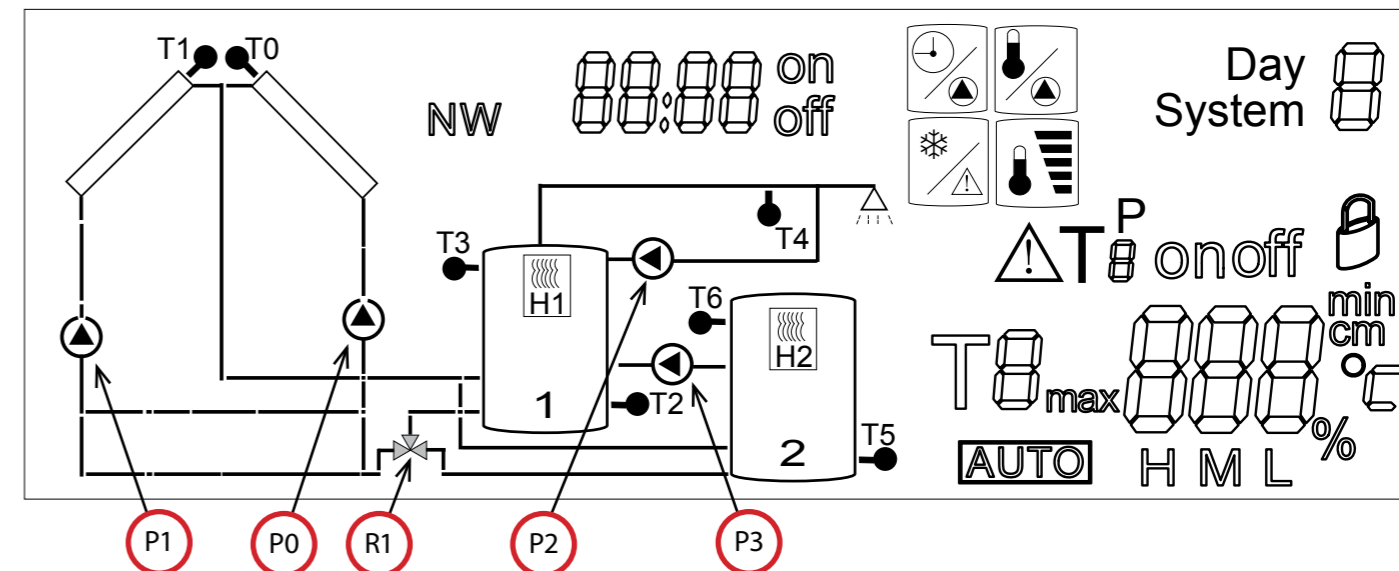 T1 T0
NW 88:88 on off
Day 8
System
T3
T4
P
T8 on off
H1
T6
H2
min
cm
T8 max 888 °C
%
1
T2
2
T5
AUTO H M L
P1 P0 R1 P2 P3